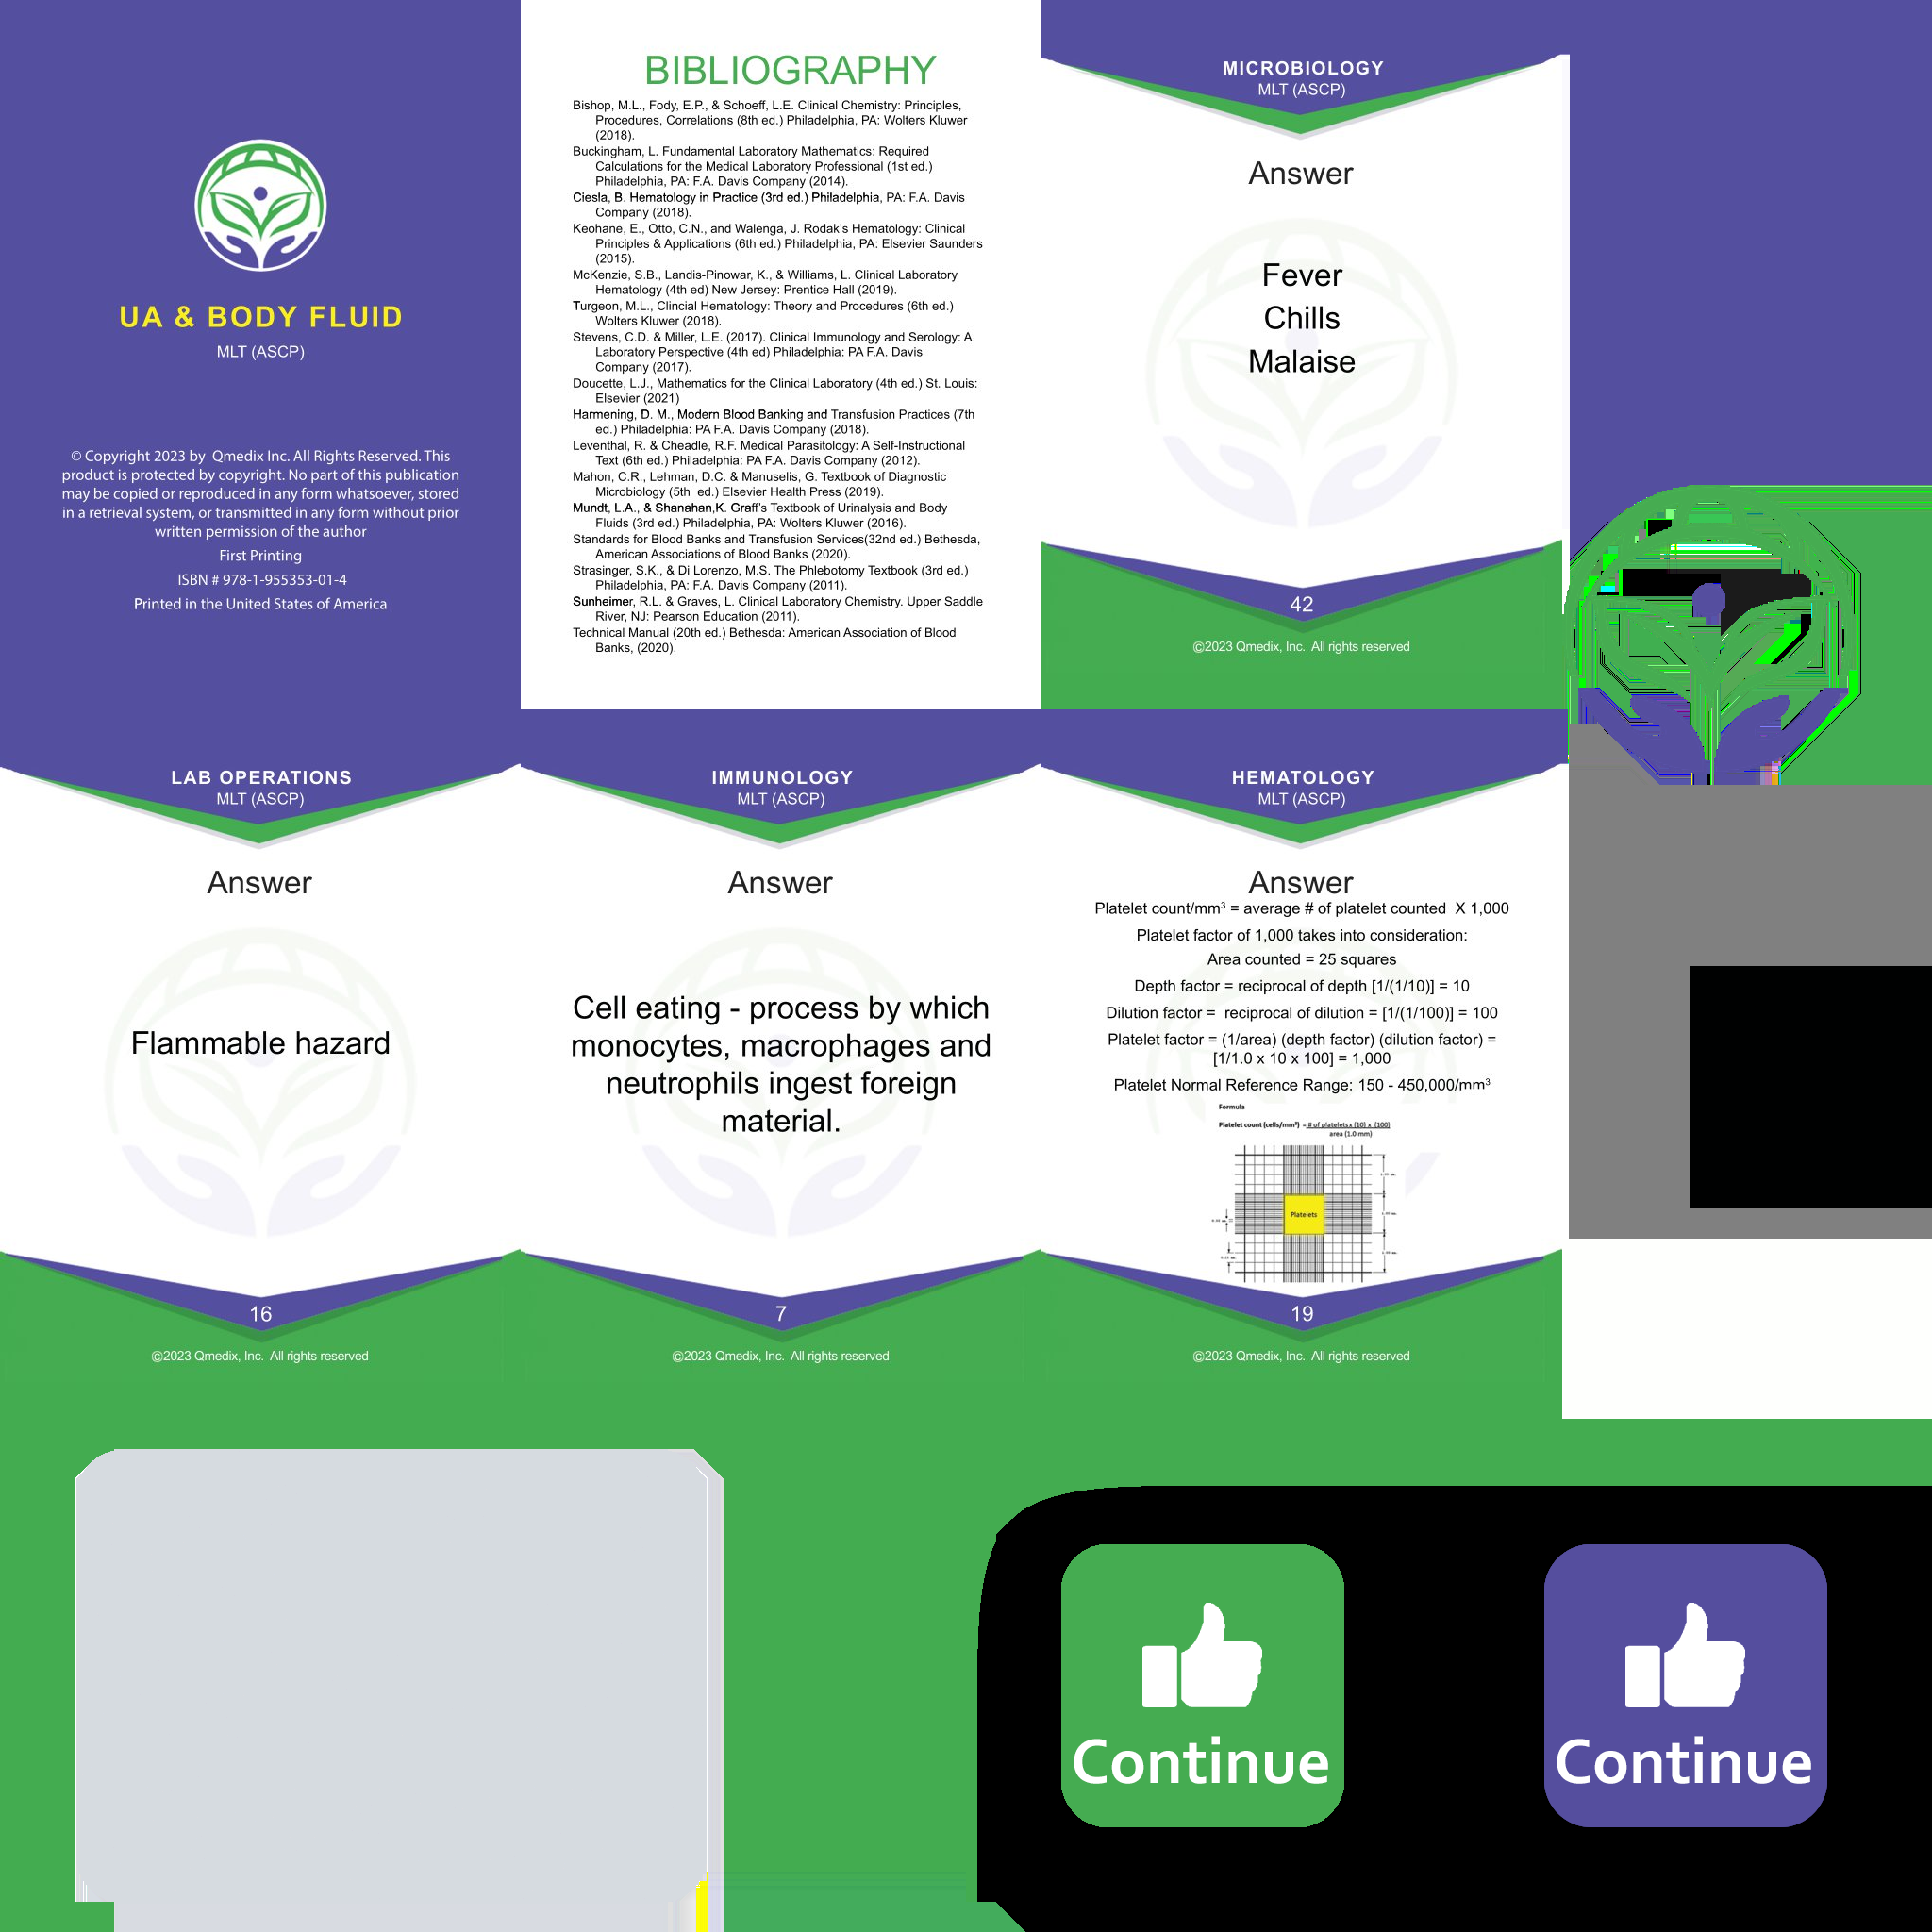 UA & BODY FLUID
MLT (ASCP)
© Copyright 2023 by  Qmedix Inc. All Rights Reserved. This
product is protected by copyright. No part of this publication
may be copied or reproduced in any form whatsoever, stored
in a retrieval system, or transmitted in any form without prior
written permission of the author
First Printing
ISBN # 978-1-955353-01-4
Printed in the United States of America
BIBLIOGRAPHY
Bishop, M.L., Fody, E.P., & Schoeff, L.E. Clinical Chemistry: Principles,
Procedures, Correlations (8th ed.) Philadelphia, PA: Wolters Kluwer
(2018).
Buckingham, L. Fundamental Laboratory Mathematics: Required
Calculations for the Medical Laboratory Professional (1st ed.)
Philadelphia, PA: F.A. Davis Company (2014).
Ciesla, B. Hematology in Practice (3rd ed.) Philadelphia, PA: F.A. Davis
Company (2018).
Keohane, E., Otto, C.N., and Walenga, J. Rodak’s Hematology: Clinical
Principles & Applications (6th ed.) Philadelphia, PA: Elsevier Saunders
(2015).
McKenzie, S.B., Landis-Pinowar, K., & Williams, L. Clinical Laboratory
Hematology (4th ed) New Jersey: Prentice Hall (2019).
Turgeon, M.L., Clincial Hematology: Theory and Procedures (6th ed.)
Wolters Kluwer (2018).
Stevens, C.D. & Miller, L.E. (2017). Clinical Immunology and Serology: A
Laboratory Perspective (4th ed) Philadelphia: PA F.A. Davis
Company (2017).
Doucette, L.J., Mathematics for the Clinical Laboratory (4th ed.) St. Louis:
Elsevier (2021)
Harmening, D. M., Modern Blood Banking and Transfusion Practices (7th
ed.) Philadelphia: PA F.A. Davis Company (2018).
Leventhal, R. & Cheadle, R.F. Medical Parasitology: A Self-Instructional
Text (6th ed.) Philadelphia: PA F.A. Davis Company (2012).
Mahon, C.R., Lehman, D.C. & Manuselis, G. Textbook of Diagnostic
Microbiology (5th  ed.) Elsevier Health Press (2019).
Mundt, L.A., & Shanahan,K. Graff’s Textbook of Urinalysis and Body
Fluids (3rd ed.) Philadelphia, PA: Wolters Kluwer (2016).
Standards for Blood Banks and Transfusion Services(32nd ed.) Bethesda,
American Associations of Blood Banks (2020).
Strasinger, S.K., & Di Lorenzo, M.S. The Phlebotomy Textbook (3rd ed.)
Philadelphia, PA: F.A. Davis Company (2011).
Sunheimer, R.L. & Graves, L. Clinical Laboratory Chemistry. Upper Saddle
River, NJ: Pearson Education (2011).
Technical Manual (20th ed.) Bethesda: American Association of Blood
Banks, (2020).
MICROBIOLOGY
MLT (ASCP)
Answer
Fever
Chills
Malaise
42
©2023 Qmedix, Inc.  All rights reserved
LAB OPERATIONS
MLT (ASCP)
Answer
Flammable hazard
16
©2023 Qmedix, Inc.  All rights reserved
IMMUNOLOGY
MLT (ASCP)
Answer
Cell eating - process by which
monocytes, macrophages and
neutrophils ingest foreign
material.
7
©2023 Qmedix, Inc.  All rights reserved
HEMATOLOGY
MLT (ASCP)
Answer
Platelet count/mm³ = average # of platelet counted  X 1,000
Platelet factor of 1,000 takes into consideration:
Area counted = 25 squares
Depth factor = reciprocal of depth [1/(1/10)] = 10
Dilution factor =  reciprocal of dilution = [1/(1/100)] = 100
Platelet factor = (1/area) (depth factor) (dilution factor) =
[1/1.0 x 10 x 100] = 1,000
Platelet Normal Reference Range: 150 - 450,000/mm³
Formula
Platelet count (cells/mm³) = # of platelets x (10) x (100)
area (1.0 mm)
Platelets
19
©2023 Qmedix, Inc.  All rights reserved
Continue
Continue